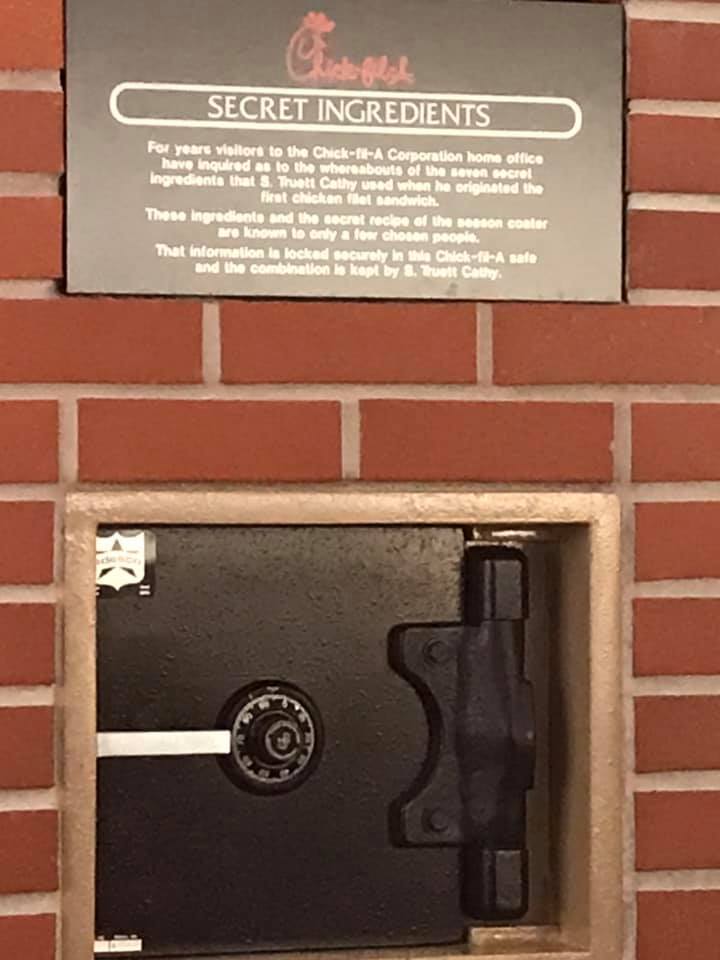 Chick-fil-A
SECRET INGREDIENTS
For years visitors to the Chick-fil-A Corporation home office
have inquired as to the whereabouts of the seven secret
ingredients that S. Truett Cathy used when he originated the
first chicken filet sandwich.
These ingredients and the secret recipe of the season coater
are known to only a few chosen people.
That information is locked securely in this Chick-fil-A safe
and the combination is kept by S. Truett Cathy.